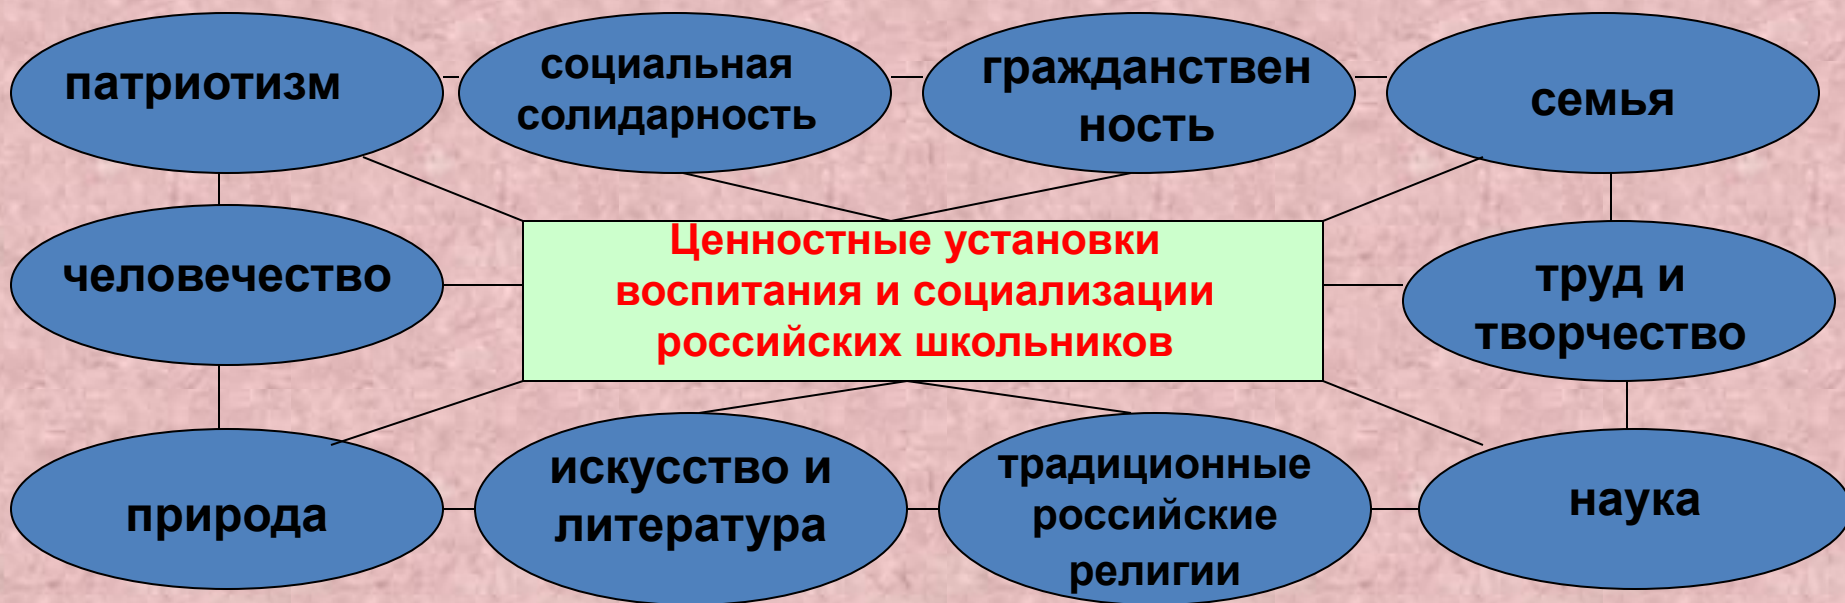 патриотизм
социальная
солидарность
гражданствен
ность
семья
человечество
Ценностные установки
воспитания и социализации
российских школьников
труд и
творчество
природа
искусство и
литература
традиционные
российские
религии
наука